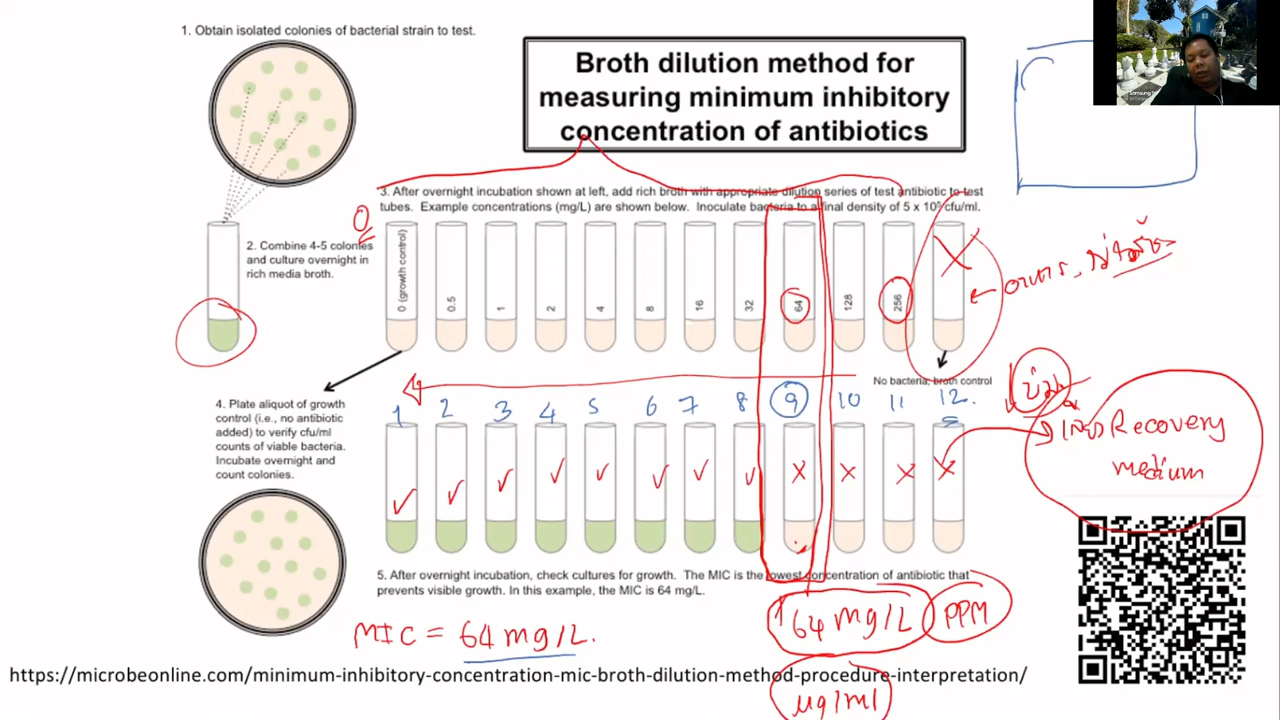 1. Obtain isolated colonies of bacterial strain to test.
Broth dilution method for
measuring minimum inhibitory
concentration of antibiotics
2. Combine 4-5 colonies
and culture overnight in
rich media broth.
3. After overnight incubation shown at left, add rich broth with appropriate dilution series of test antibiotic to test
tubes. Example concentrations (mg/L) are shown below. Inoculate bacteria to a final density of 5 x 10⁵ cfu/ml.
0
0 (growth control)
0.5
1
2
4
8
16
32
64
128
256
อาหาร
No bacteria; broth control
4. Plate aliquot of growth
control (i.e., no antibiotic
added) to verify cfu/ml
counts of viable bacteria.
Incubate overnight and
count colonies.
1 2 3 4 5 6 7 8 9 10 11 12
Recovery
medium
5. After overnight incubation, check cultures for growth. The MIC is the lowest concentration of antibiotic that
prevents visible growth. In this example, the MIC is 64 mg/L.
64 mg/L PPM
MIC = 64 mg/L.
https://microbeonline.com/minimum-inhibitory-concentration-mic-broth-dilution-method-procedure-interpretation/
µg/ml